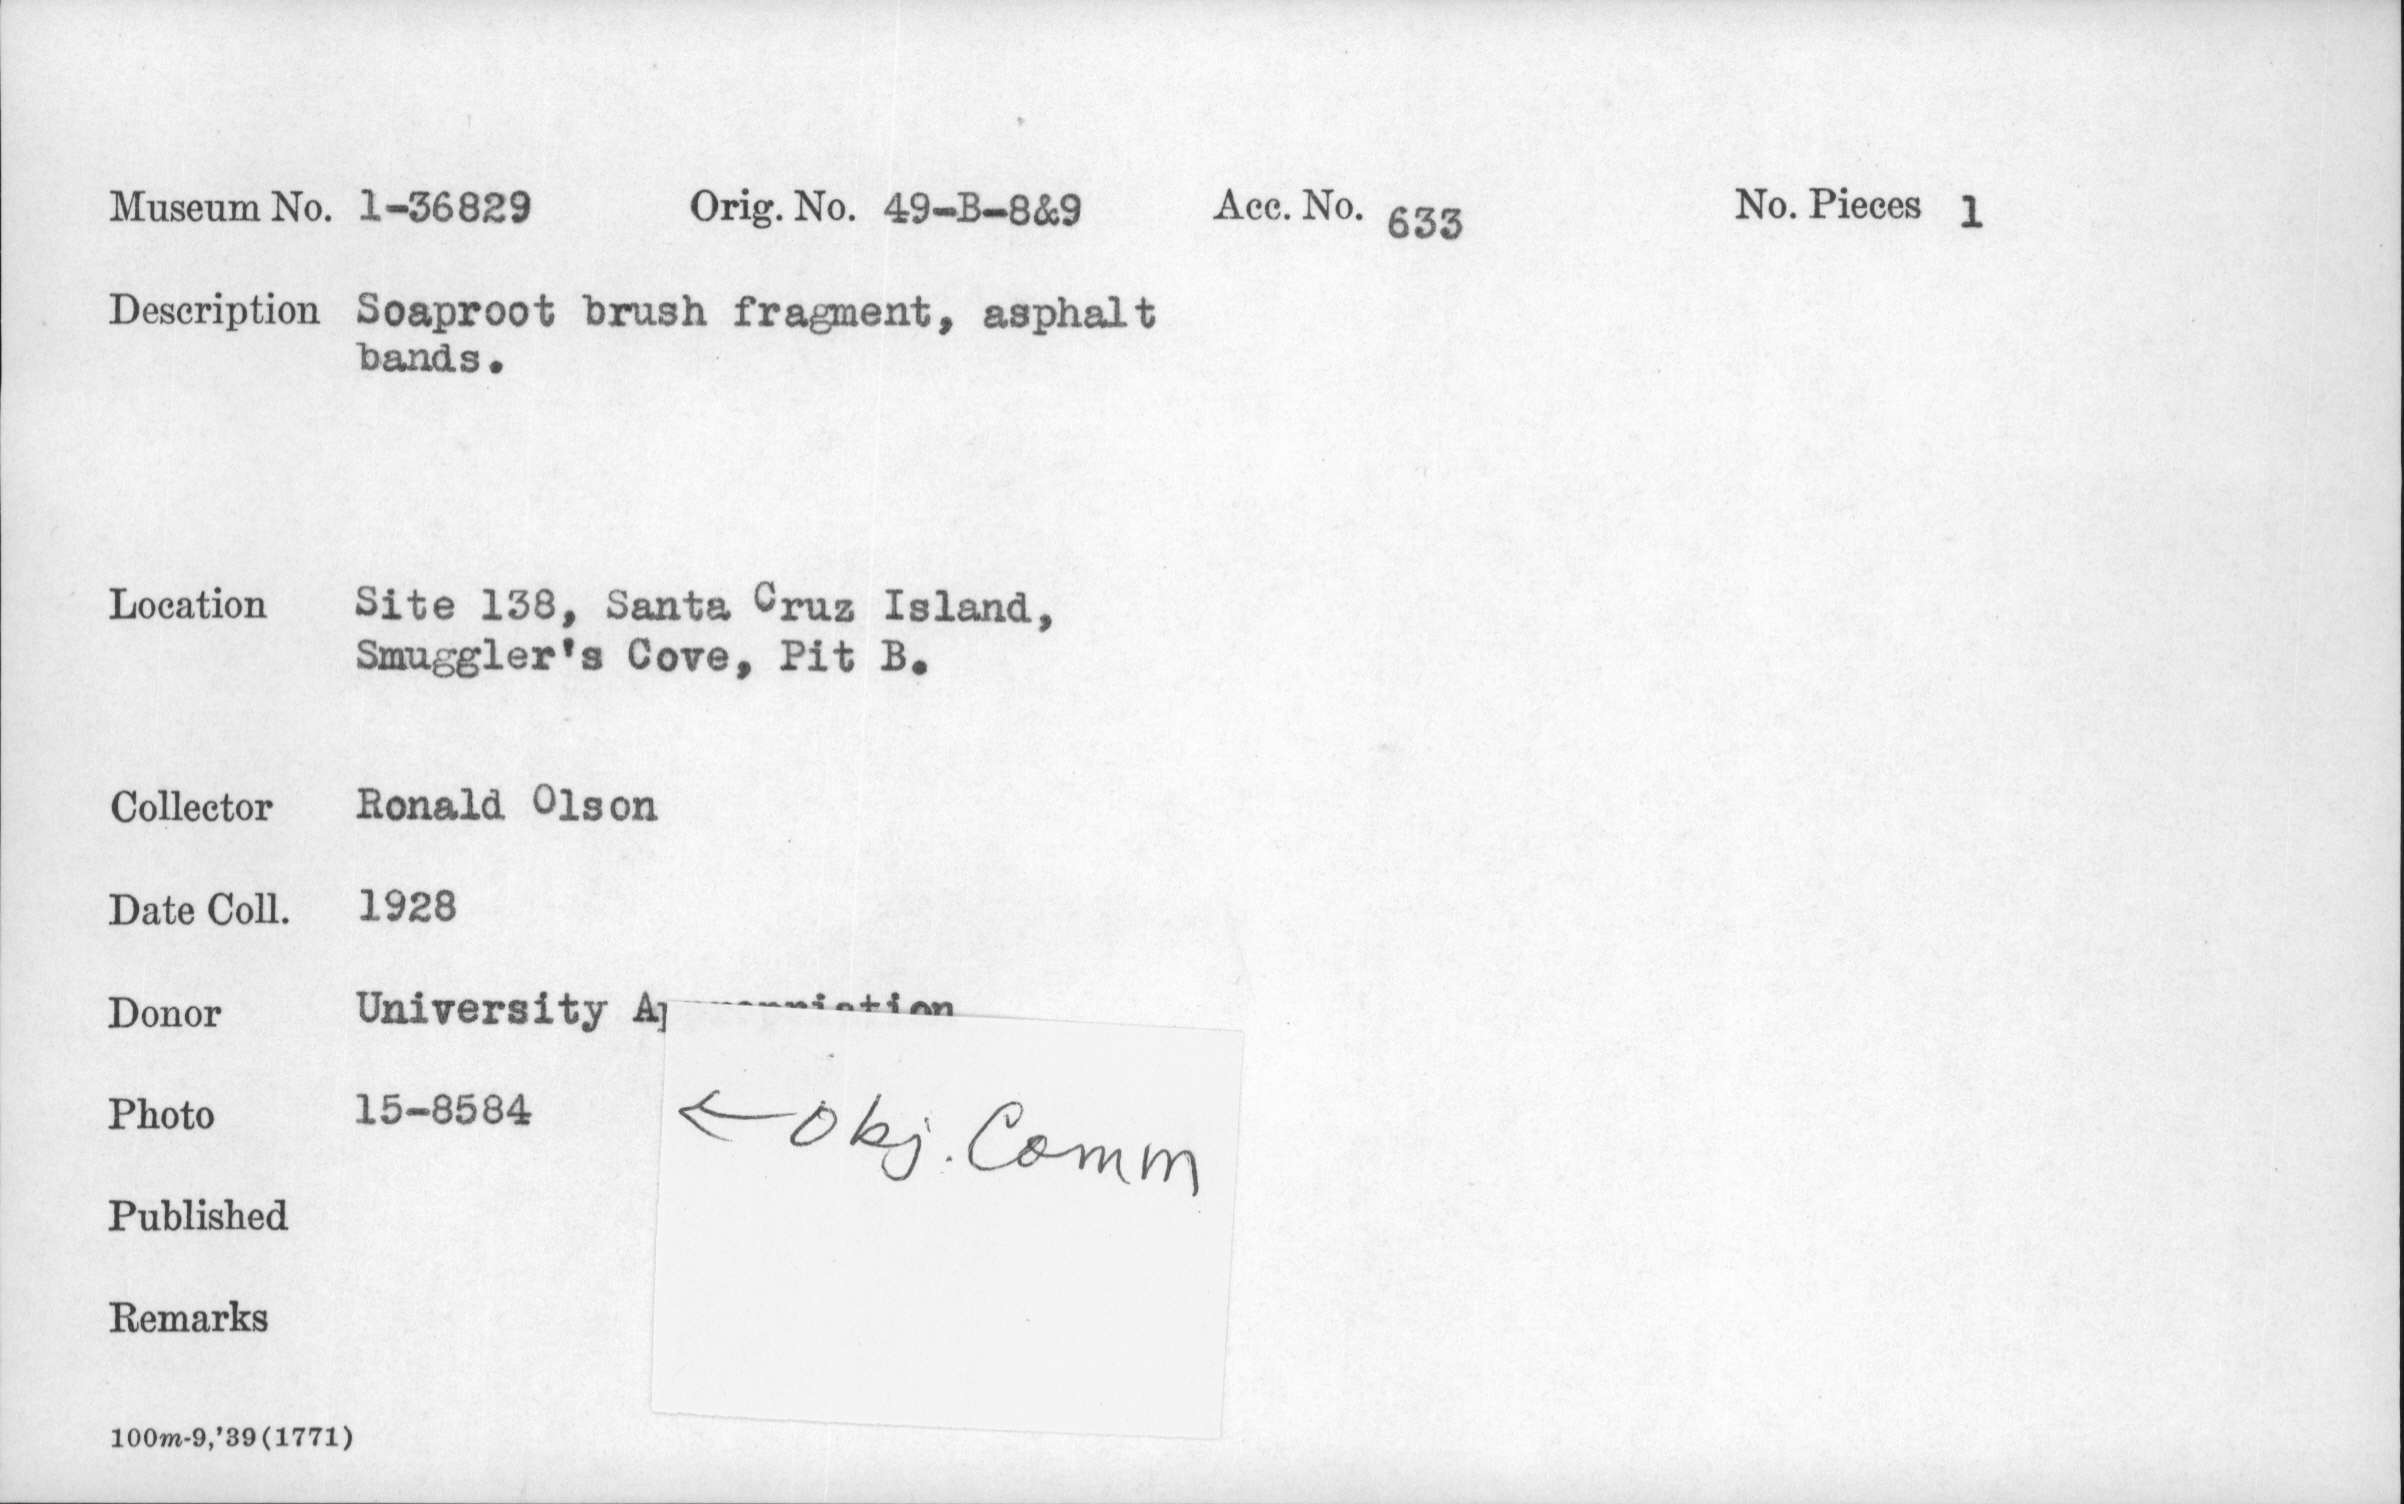 Museum No. 1-36829 Orig. No. 49-B-8&9 Acc. No. 633 No. Pieces 1
Description Soaproot brush fragment, asphalt
bands.
Location Site 138, Santa Cruz Island,
Smuggler's Cove, Pit B.
Collector Ronald Olson
Date Coll. 1928
Donor University
Photo 15-8584 ← Obj. Comm
Published
Remarks
100m-9,'39(1771)